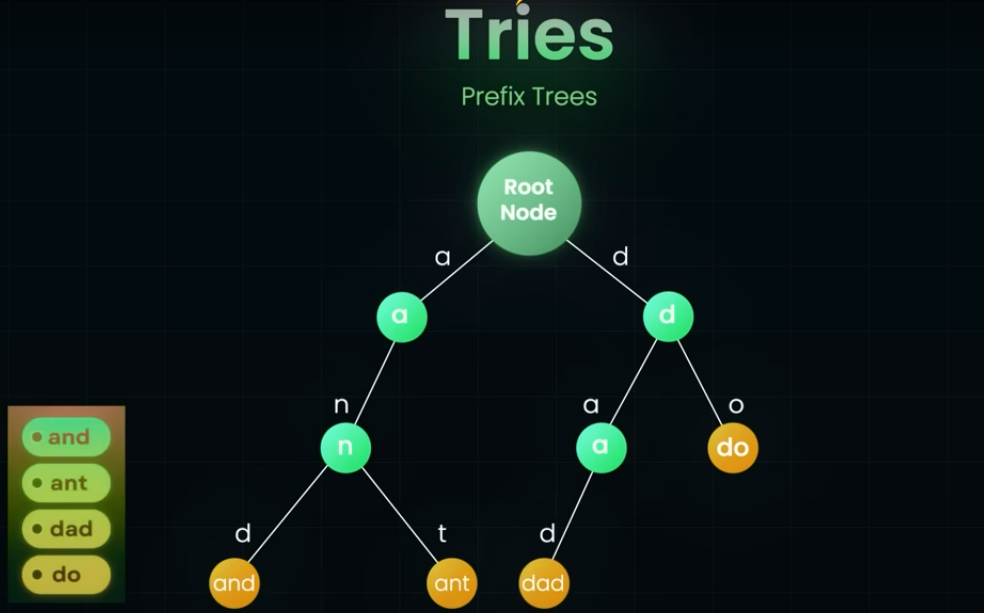 Tries
Prefix Trees
Root
Node
a
d
a
d
n
a
o
n
a
do
d
t
d
and
ant
dad
and
ant
dad
do